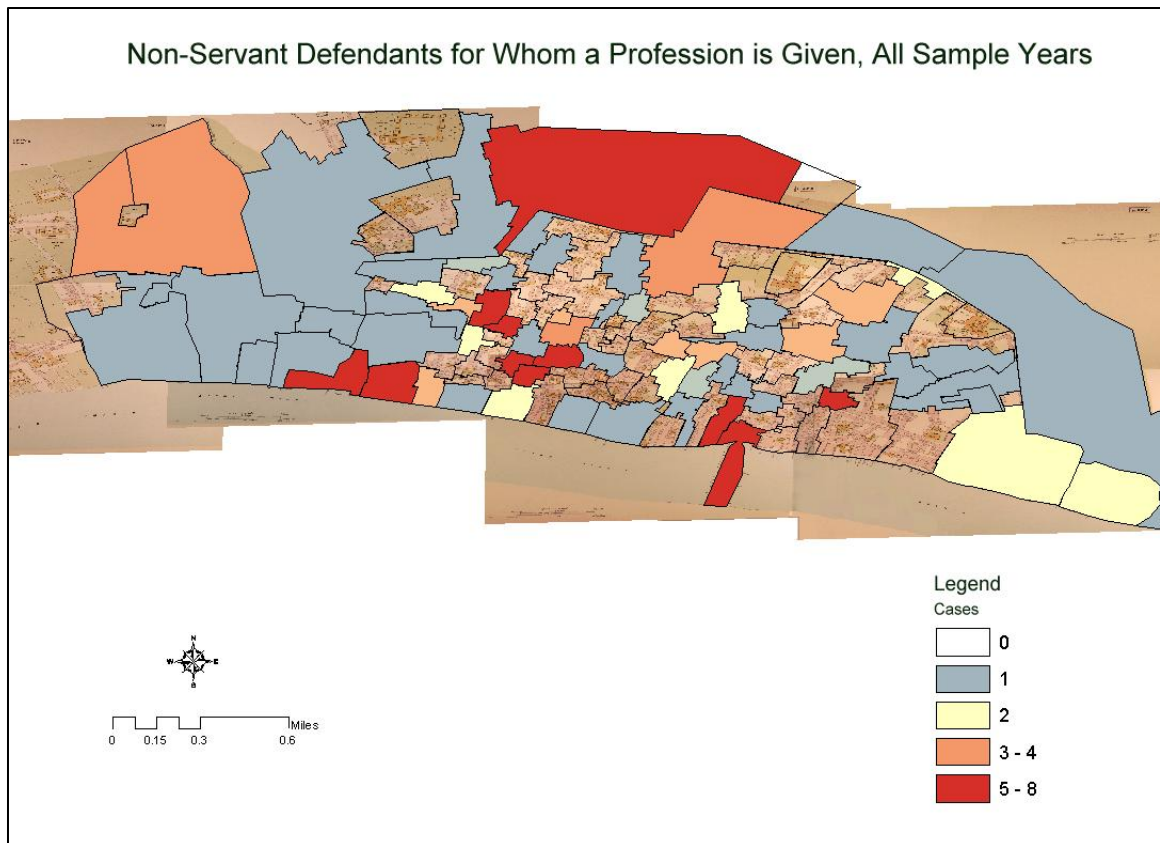 Non-Servant Defendants for Whom a Profession is Given, All Sample Years
Legend
Cases
0
1
2
3 - 4
5 - 8
N
W E
S
Miles
0 0.15 0.3 0.6